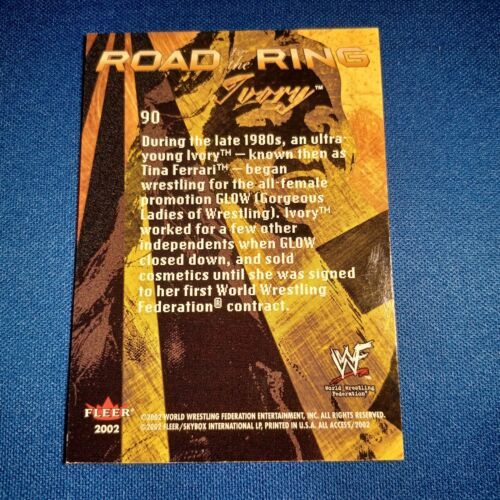 ROAD to the RING
Ivory™
90
During the late 1980s, an ultra-
young Ivory™ — known then as
Tina Ferrari™ — began
wrestling for the all-female
promotion GLOW (Gorgeous
Ladies of Wrestling). Ivory™
worked for a few other
independents when GLOW
closed down, and sold
cosmetics until she was signed
to her first World Wrestling
Federation® contract.
WF
World Wrestling
Federation®
FLEER®
2002
©2002 WORLD WRESTLING FEDERATION ENTERTAINMENT, INC. ALL RIGHTS RESERVED.
©2002 FLEER/SKYBOX INTERNATIONAL LP, PRINTED IN U.S.A. ALL ACCESS/2002